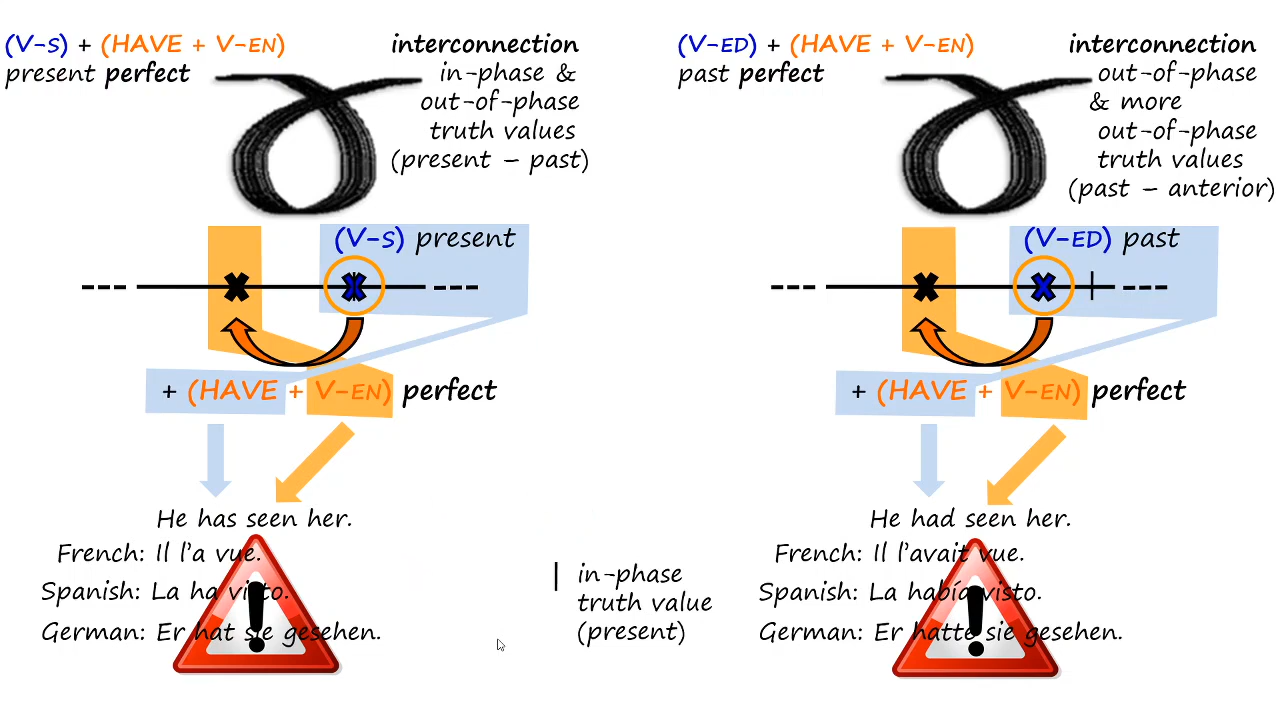 (V-S) + (HAVE + V-EN)
present perfect
interconnection
in-phase &
out-of-phase
truth values
(present – past)
(V-S) present
+ (HAVE + V-EN) perfect
He has seen her.
French: Il l'a vue.
Spanish: La ha visto.
German: Er hat sie gesehen.
in-phase
truth value
(present)
(V-ED) + (HAVE + V-EN)
past perfect
interconnection
out-of-phase
& more
out-of-phase
truth values
(past – anterior)
(V-ED) past
+ (HAVE + V-EN) perfect
He had seen her.
French: Il l'avait vue.
Spanish: La había visto.
German: Er hatte sie gesehen.